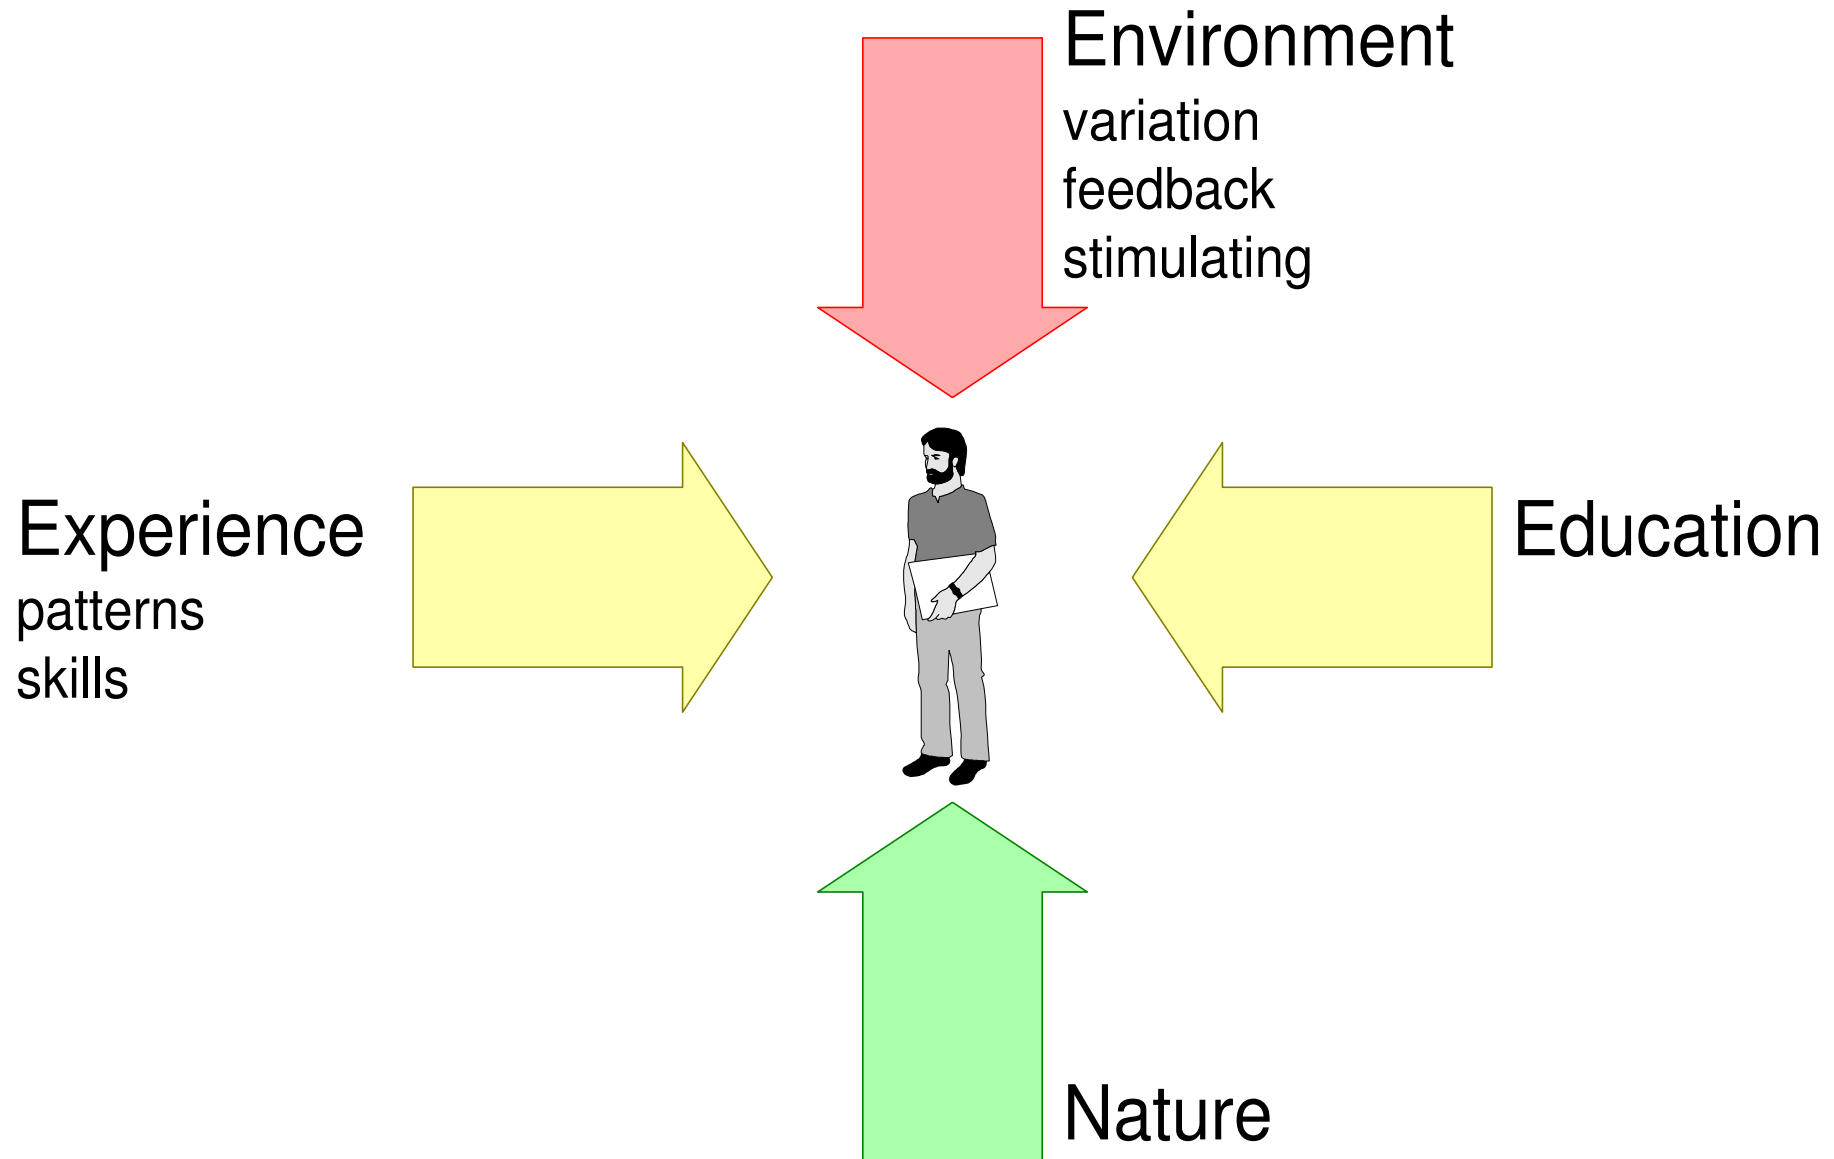 Environment
variation
feedback
stimulating
Experience
patterns
skills
Education
Nature